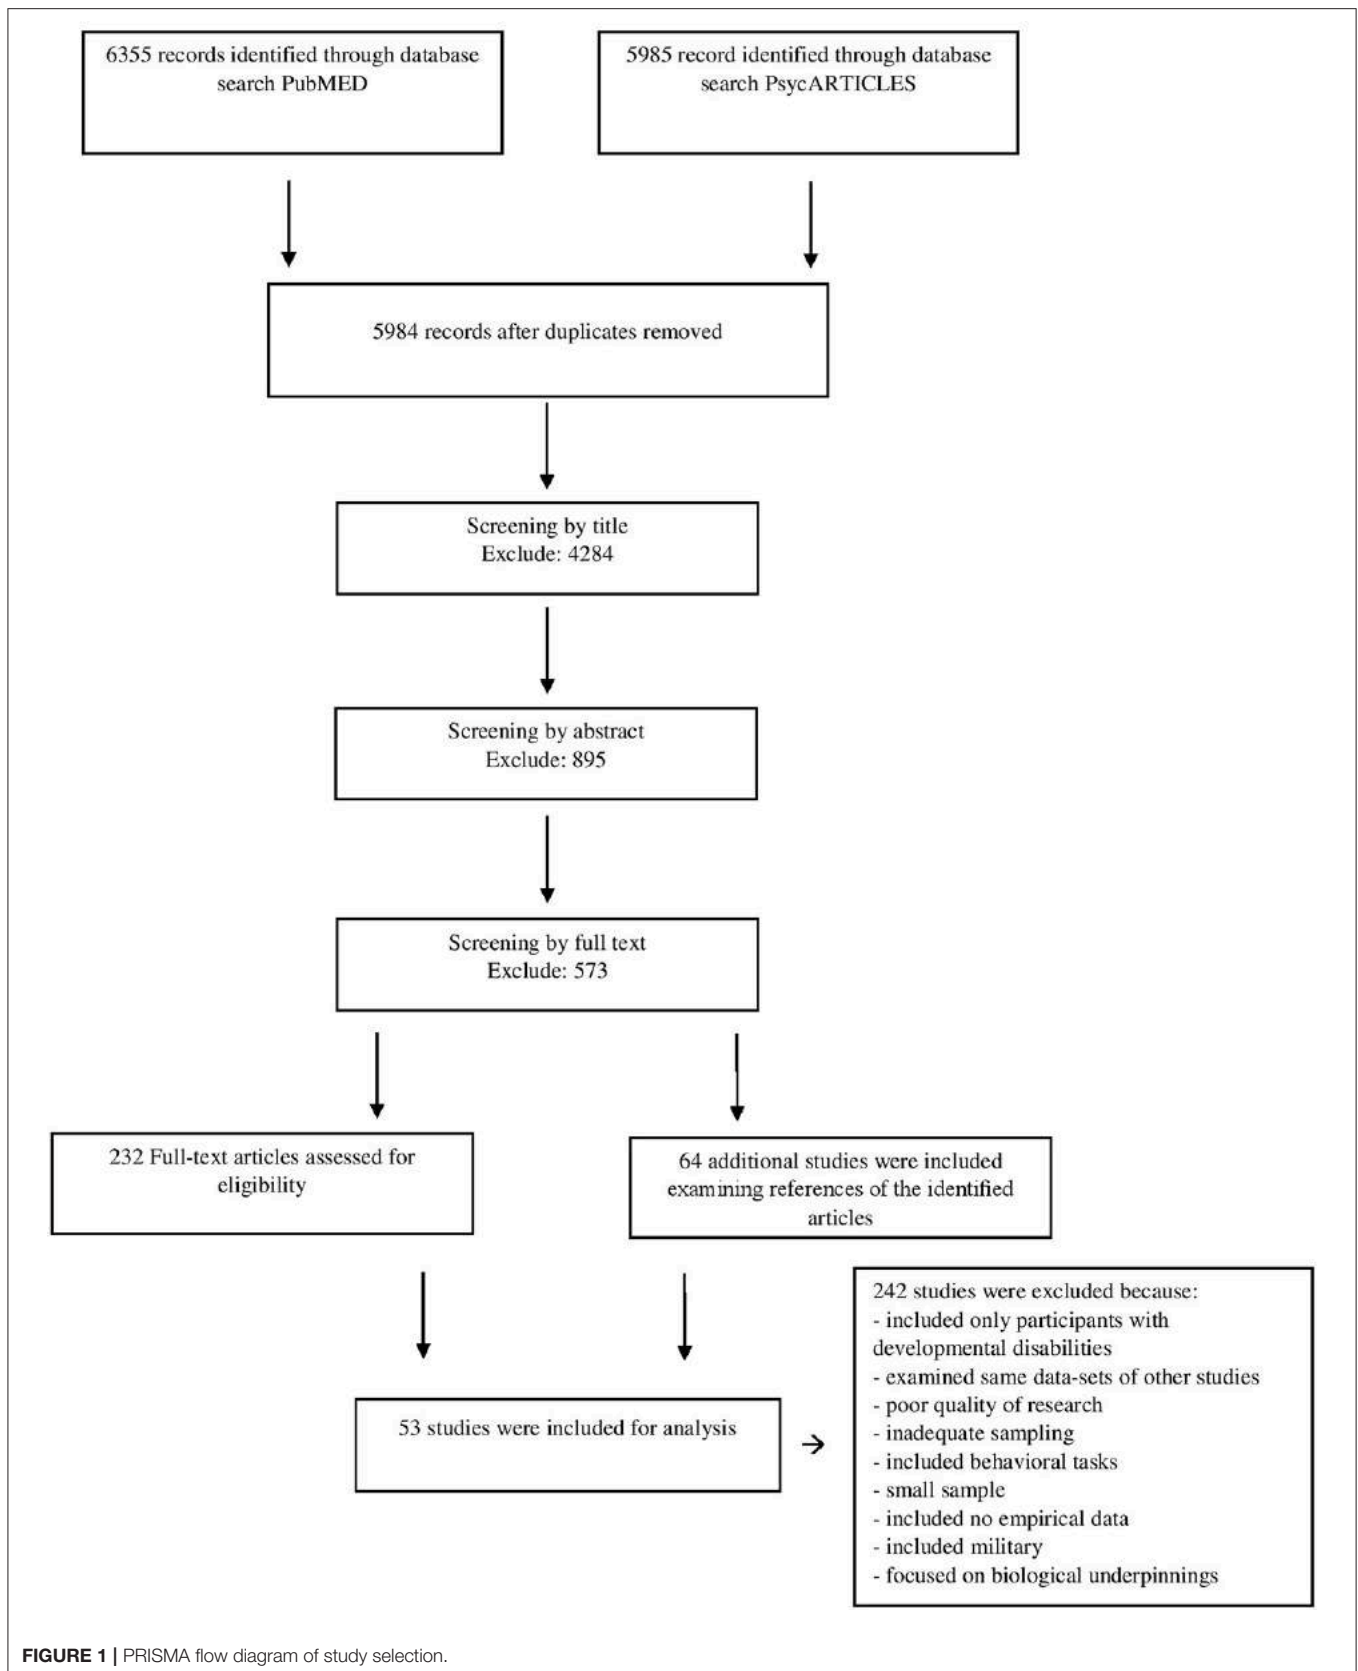 6355 records identified through database
search PubMED
5985 record identified through database
search PsycARTICLES
5984 records after duplicates removed
Screening by title
Exclude: 4284
Screening by abstract
Exclude: 895
Screening by full text
Exclude: 573
232 Full-text articles assessed for
eligibility
64 additional studies were included
examining references of the identified
articles
53 studies were included for analysis
242 studies were excluded because:
- included only participants with
developmental disabilities
- examined same data-sets of other studies
- poor quality of research
- inadequate sampling
- included behavioral tasks
- small sample
- included no empirical data
- included military
- focused on biological underpinnings
FIGURE 1 | PRISMA flow diagram of study selection.